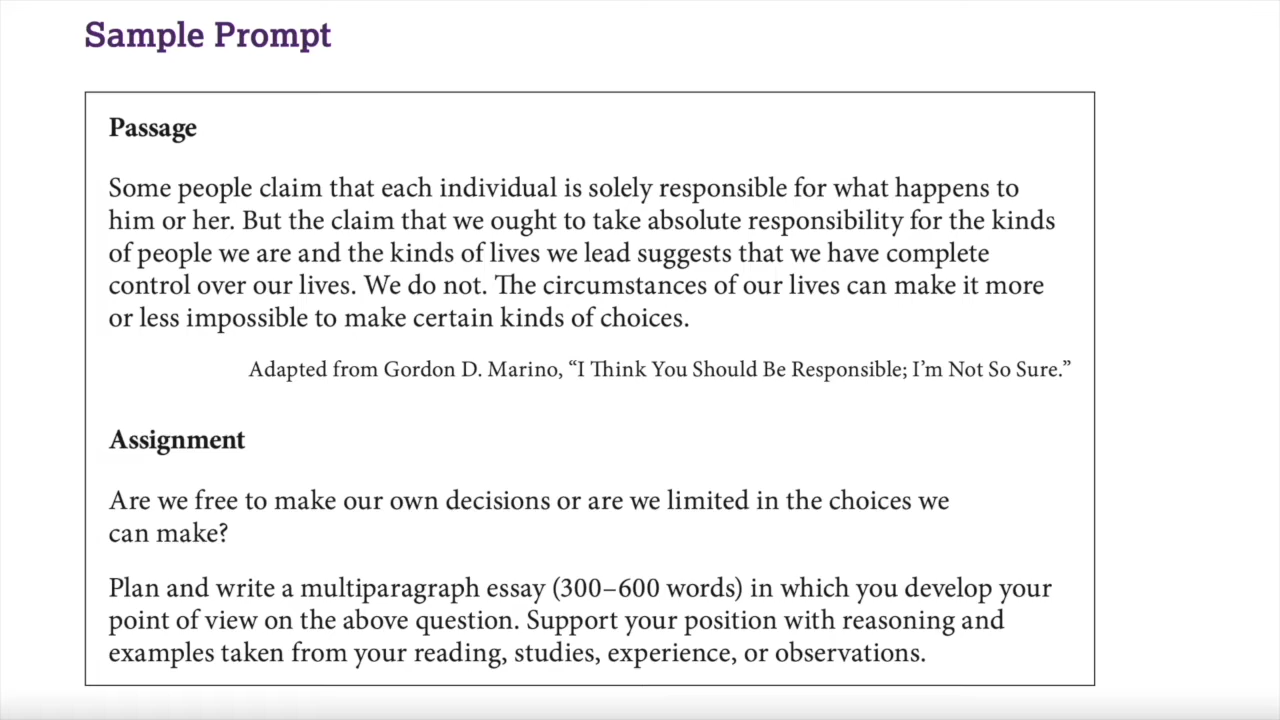 Sample Prompt
Passage
Some people claim that each individual is solely responsible for what happens to
him or her. But the claim that we ought to take absolute responsibility for the kinds
of people we are and the kinds of lives we lead suggests that we have complete
control over our lives. We do not. The circumstances of our lives can make it more
or less impossible to make certain kinds of choices.
Adapted from Gordon D. Marino, “I Think You Should Be Responsible; I’m Not So Sure.”
Assignment
Are we free to make our own decisions or are we limited in the choices we
can make?
Plan and write a multiparagraph essay (300–600 words) in which you develop your
point of view on the above question. Support your position with reasoning and
examples taken from your reading, studies, experience, or observations.